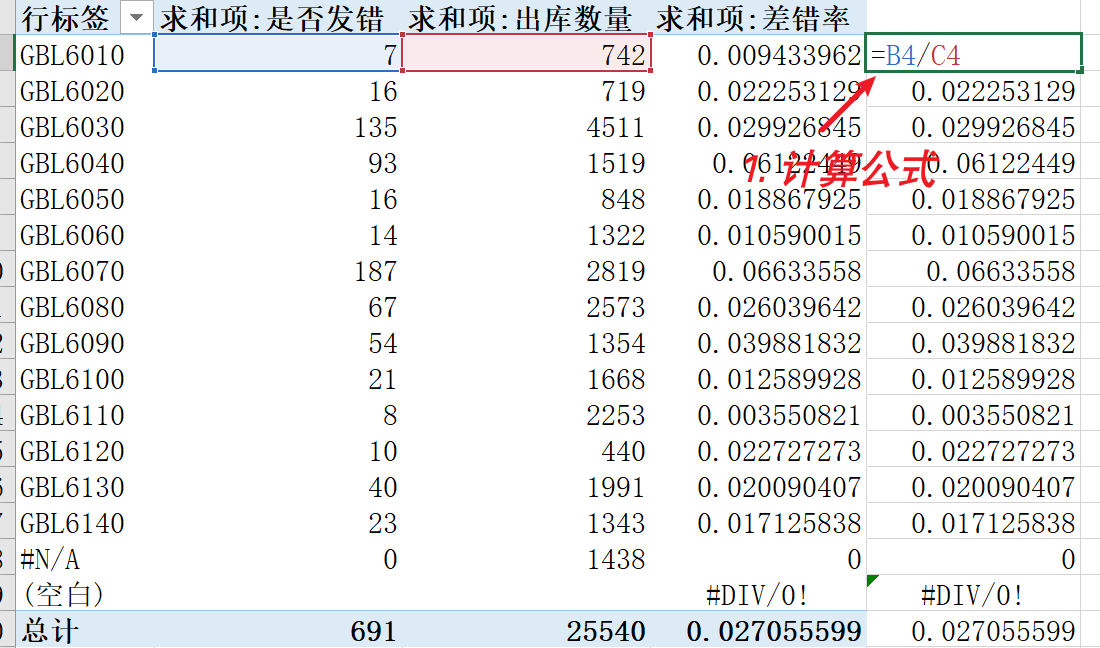 行标签 求和项:是否发错 求和项:出库数量 求和项:差错率
GBL6010 7 742 0.009433962 =B4/C4
GBL6020 16 719 0.022253129 0.022253129
GBL6030 135 4511 0.029926845 0.029926845
GBL6040 93 1519 0.06122449 0.06122449
1. 计算公式
GBL6050 16 848 0.018867925 0.018867925
GBL6060 14 1322 0.010590015 0.010590015
GBL6070 187 2819 0.06633558 0.06633558
GBL6080 67 2573 0.026039642 0.026039642
GBL6090 54 1354 0.039881832 0.039881832
GBL6100 21 1668 0.012589928 0.012589928
GBL6110 8 2253 0.003550821 0.003550821
GBL6120 10 440 0.022727273 0.022727273
GBL6130 40 1991 0.020090407 0.020090407
GBL6140 23 1343 0.017125838 0.017125838
#N/A 0 1438 0 0
(空白) #DIV/0! #DIV/0!
总计 691 25540 0.027055599 0.027055599